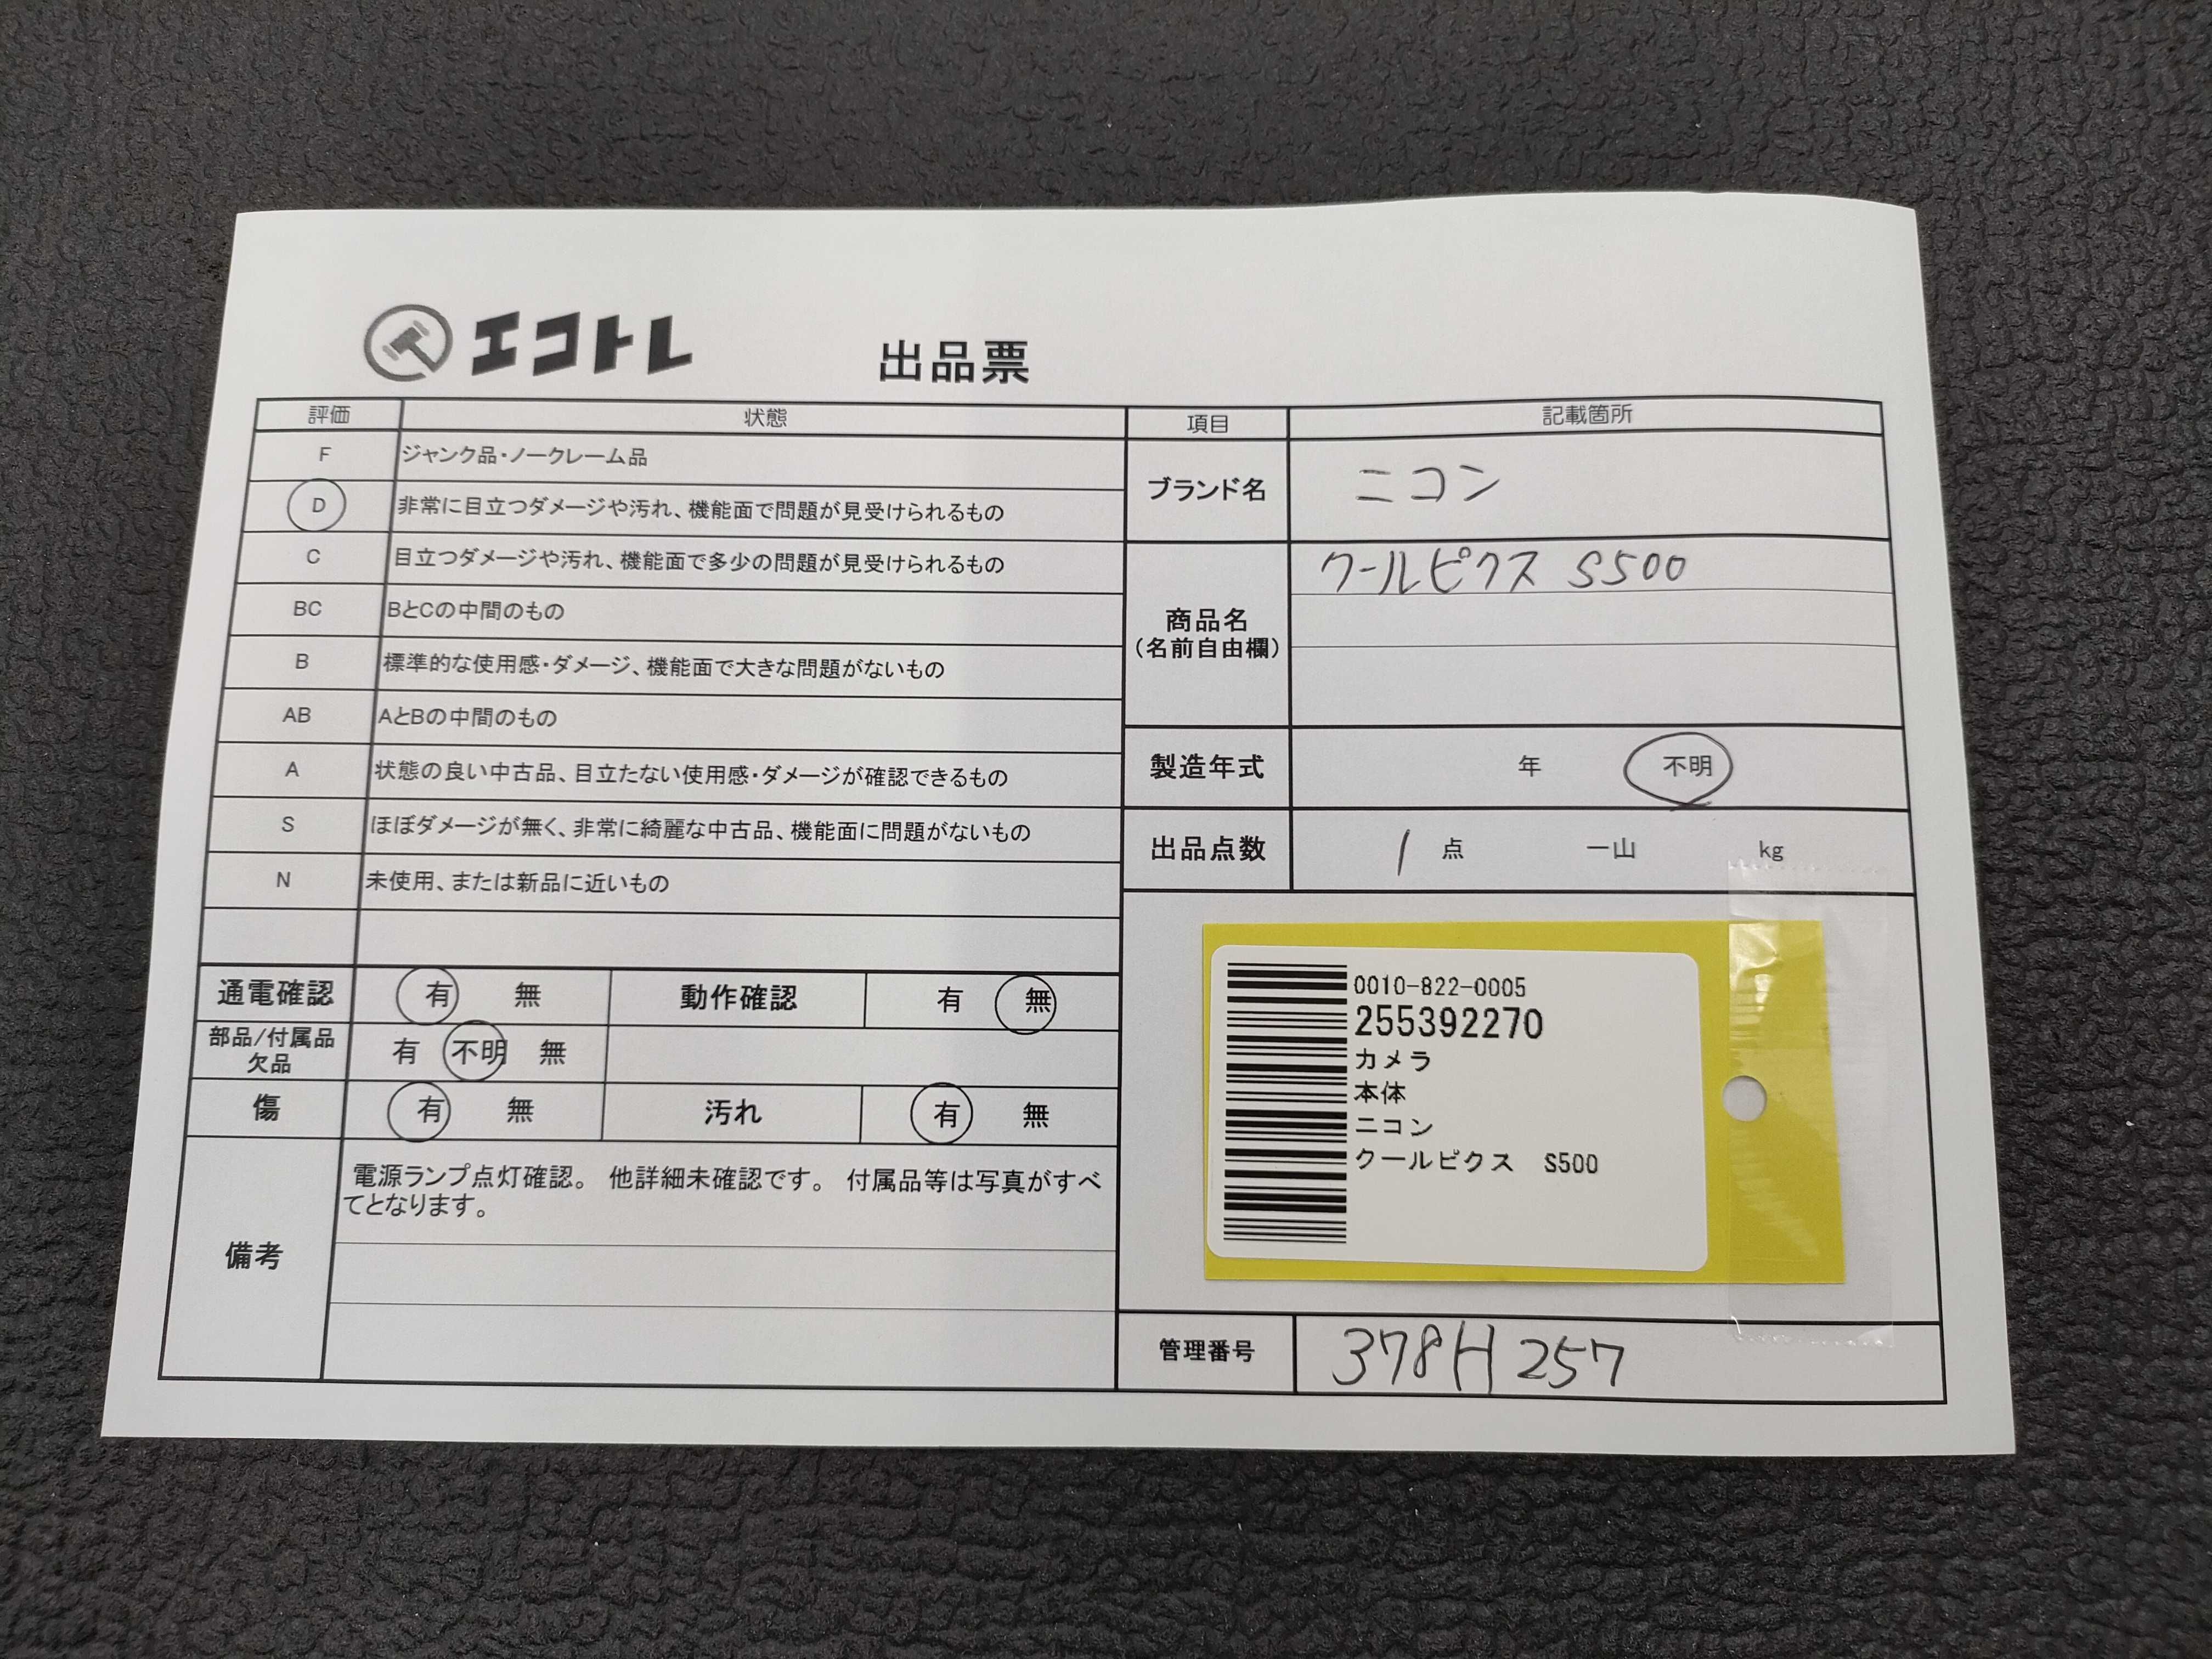 エコトレ
出品票
評価 状態
F ジャンク品・ノークレーム品
D 非常に目立つダメージや汚れ、機能面で問題が見受けられるもの
C 目立つダメージや汚れ、機能面で多少の問題が見受けられるもの
BC BとCの中間のもの
B 標準的な使用感・ダメージ、機能面で大きな問題がないもの
AB AとBの中間のもの
A 状態の良い中古品、目立たない使用感・ダメージが確認できるもの
S ほぼダメージが無く、非常に綺麗な中古品、機能面に問題がないもの
N 未使用、または新品に近いもの
通電確認 有 無 動作確認 有 無
部品/付属品
欠品 有 不明 無
傷 有 無 汚れ 有 無
備考
電源ランプ点灯確認。 他詳細未確認です。 付属品等は写真がすべ
てとなります。
項目 記載箇所
ブランド名 ニコン
商品名
(名前自由欄)
クールピクス S500
製造年式 年 不明
出品点数 1 点 一山 kg
0010-822-0005
255392270
カメラ
本体
ニコン
クールピクス S500
管理番号 378H257